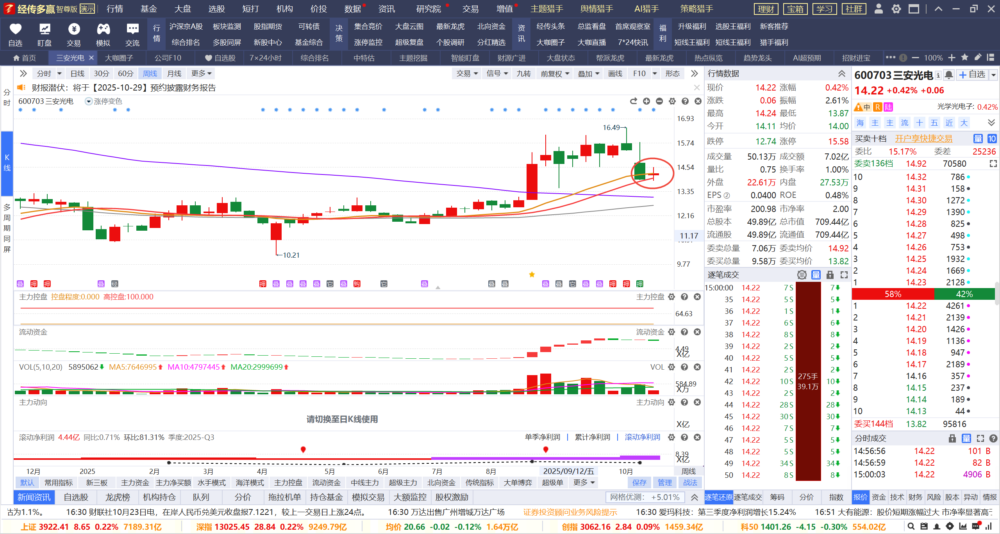 经传多赢 智尊版 演示 行情 基金 大盘 选股 短打 机构 价投 数据 资讯 研究院 交易 增值 主题猎手 舆情猎手 AI猎手 策略猎手 理财 宝箱 学习 社群
自选 盯盘 交易 模拟 交流
行情 沪深京A股 板块监测 股指期货 可转债 决策 集合竞价 大盘云图 最新龙虎 北向资金 资讯 经传头条 总监看盘 首席观察室 福利 升级福利 选股王福利 新客推荐
综合排名 多股同屏 新股中心 基金综合 涨停监控 超级复盘 个股调研 分红精选 大咖圈子 大咖直播 7*24快讯 短线王福利 短线王福利 猎手福利
首页 三安光电 大咖圈子 公司F10 自选股 7×24小时 综合排名 中特估 主题挖掘 智能盯盘 财源广进 大盘状态 帮派龙虎 最新龙虎 热点纵览 趋势龙头 AI超预期 招财进宝 100%
分时
K线
多周期同屏
分时 日线 30分 60分 周线 月线 更多 交易 信号 九转 前复权 叠加 画线 F10 形态
财报潜伏：将于【2025-10-29】预约披露财务报告
600703 三安光电 涨停变色
16.93
16.49→
15.74
14.54
13.35
12.16
11.17
←10.21
9.77
叠 押 押 叠 经 押 叠 叠 叠 叠 它 叠 购 它 叠 叠 叠 叠 叠 它 叠 叠 押 押 押
主力控盘 控盘程度:0.000 高控盘:100.000 主力控盘
64.63
流动资金 流动资金
4.49
X亿
VOL(5,10,20) 5895062 MA5:7646995 MA10:4797445 MA20:2999699 VOL
584.89
X万
主力动向 主力动向
请切换至日K线使用
X亿
滚动净利润 4.44亿 同比:0.71% 环比:81.31% 季度:2025-Q3 单季净利润 累计净利润 滚动净利润
8.39
X亿
12月 2025 2月 3月 4月 5月 6月 7月 8月 2025/09/12/五 10月 周线
默认 常用指标 新三板 主力资金 主力净买额 水手模式 海洋模式 主力控盘 流动资金 中线主力 超级主力 北向资金 传统指标 大单博弈 超级单 更多 保存 管理 战法
新闻资讯 自选股 龙虎榜 机构持仓 队列 分价 拖拉机单 持仓基金 模拟交易 大额监控 股权激励 网格优测： +5.01%
行情数据
现价 14.22 涨幅 0.42%
涨跌 0.06 振幅 2.61%
最高 14.24 最低 13.87
今开 14.11 均价 14.00
跌停 12.74 涨停 15.58
成交量 50.13万 成交额 7.02亿
量比 0.75 换手率 1.00%
外盘 22.61万 内盘 27.53万
EPS ② 0.0400 ROE 0.48%
市盈率 200.98 市净率 2.00
总股本 49.89亿 总市值 709.44亿
流通股 49.89亿 流通值 709.44亿
委卖总量 7.06万 委卖均价 14.92
委买总量 9.58万 委买均价 13.82
逐笔成交 单 量
15:00:00 14.22 7 S 7
35 14.22 5 S 5
36 14.22 1 S 1
37 14.22 6 S 6
38 14.22 8 S 8
39 14.22 2 S 2
40 14.22 5 S 5
41 14.22 2 S 2
42 14.22 10 S 10
43 14.22 2 S 2
44 14.22 28 S 28
45 14.22 30 S 30
46 14.22 7 S 7
47 14.22 5 S 5
48 14.22 5 S 5
49 14.22 34 S 34
50 14.22 8 S 8
275手
39.1万
逐笔还原 逐笔成交 筹码 分价 指数
600703 三安光电 自选
14.22 +0.42% +0.06
中 R 陆 光学光电子: 0.42%
海 主 主 流 十 五 近 大
买卖十档 开户享快捷交易 量 10
委比 15.17% 委差 25236
委卖136档 14.92 70580
10 14.32 786
9 14.31 158
8 14.30 1272
7 14.29 1390
6 14.28 825
5 14.27 498
4 14.26 753
3 14.25 1932
2 14.24 1669
1 14.23 2128
58% 42%
1 14.22 4261
2 14.21 2139
3 14.20 1426
4 14.19 1136
5 14.18 947
6 14.17 2189
7 14.16 357
8 14.15 237
9 14.14 189
10 14.13 44
委买144档 13.82 95816
分时成交 量
14:56:56 14.22 101 B
14:56:59 14.22 82 B
15:00:03 14.22 4906 B
报价 资金 技术 财务 风险 股本 异动 情报
估为1.1%。 16:30 财联社10月23日电，在岸人民币兑美元收盘报7.1221，较上一交易日上涨24点。 16:30 万达出售广州增城万达广场 证券投资顾问业务风险提示 16:30 爱玛科技：第三季度净利润增长15.24% 16:51 大有能源：股价短期涨幅过大 市净率显著高于
上证 3922.41 8.65 0.22% 7189.31亿 深指 13025.45 28.84 0.22% 9249.79亿 均价 20.66 -0.02 -0.12% 1.64万亿 创指 3062.16 2.84 0.09% 1459.34亿 科50 1401.26 -4.15 -0.30% 554.02亿